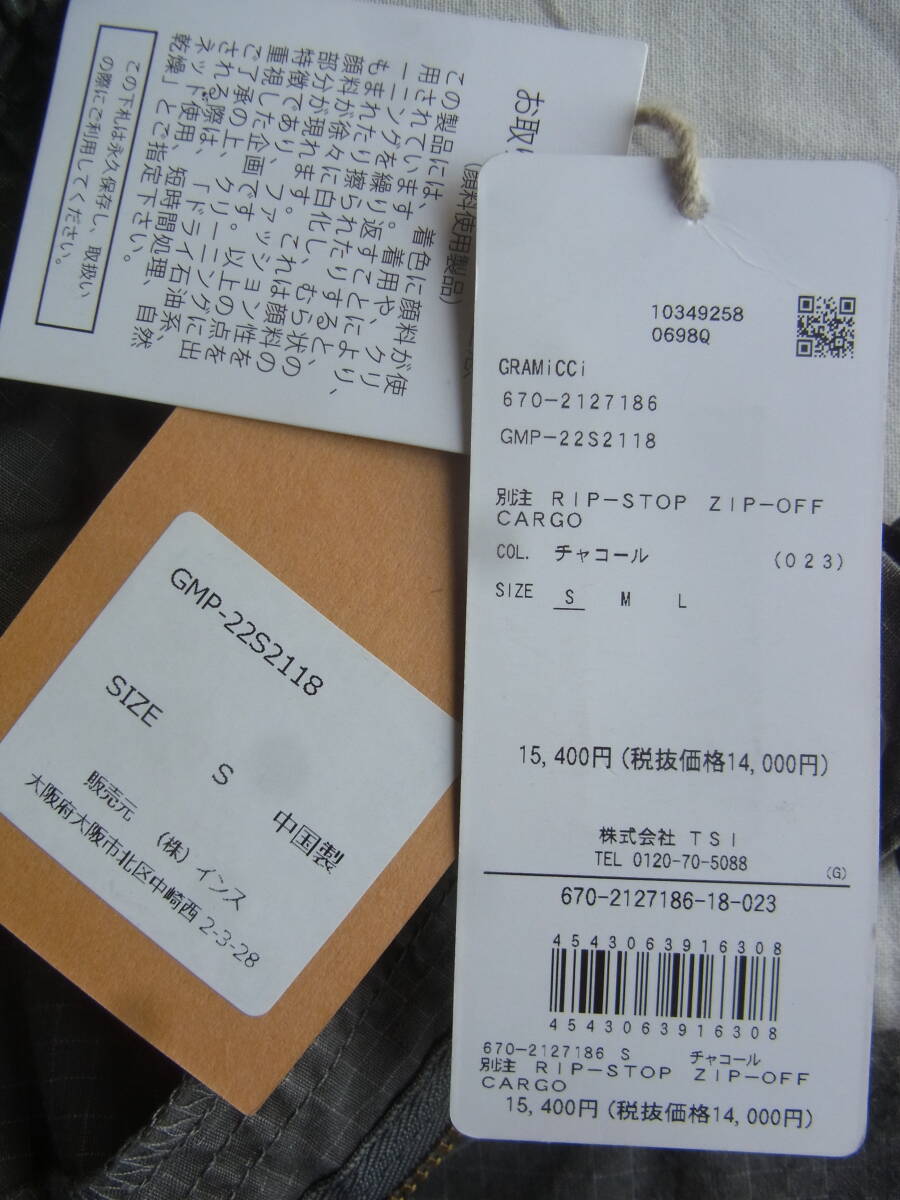 お取
(顔料使用製品)
この製品には、着色に顔料が使
用されています。着用や、クリ
ーニングを繰り返すことにより、
もまれたり擦られたりすると、
顔料が徐々に白化し、むら状の
部分が現れます。これは顔料の
特徴であり、ファッション性を
重視した企画です。以上の点を
ご了承の上、クリーニングに出
される際は、「ドライ石油系、
ネット使用、短時間処理、自然
乾燥」とご指定下さい。
この下札は永久保存し、取扱い
の際にご利用してください。
10349258
0698Q
GRAMiCCi
670-2127186
GMP-22S2118
別注 RIP-STOP ZIP-OFF
CARGO
COL. チャコール (023)
SIZE S M L
15,400円(税抜価格14,000円)
株式会社 TSI
TEL 0120-70-5088
(G)
670-2127186-18-023
4543063916308
4543063916308
670-2127186 S チャコール
別注 RIP-STOP ZIP-OFF
CARGO
15,400円(税抜価格14,000円)
GMP-22S2118
SIZE
S
中国製
販売元 (株)インス
大阪府大阪市北区中崎西2-3-28